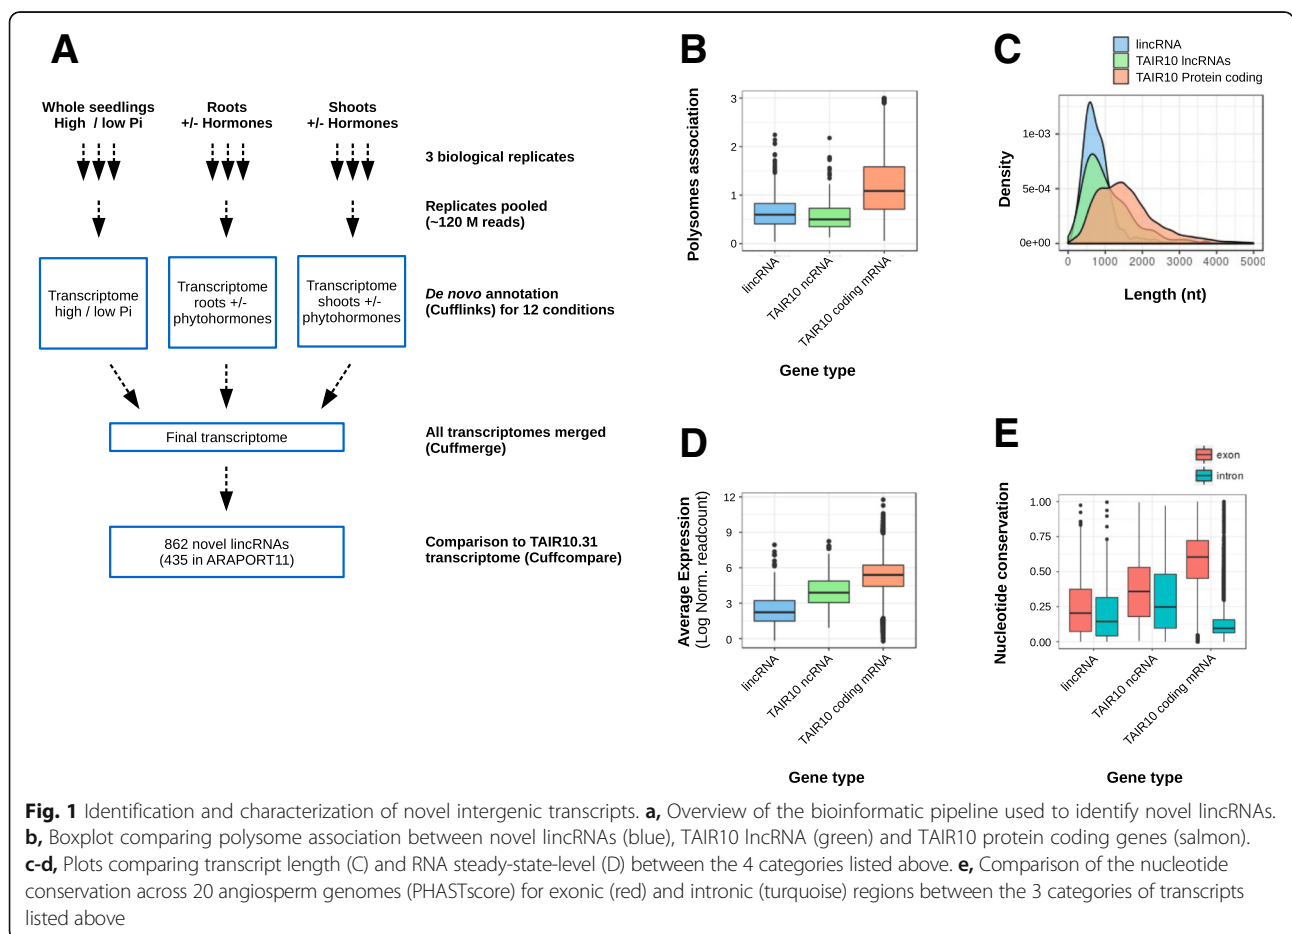 A
Whole seedlings
High / low Pi
Roots
+/- Hormones
Shoots
+/- Hormones
3 biological replicates
Replicates pooled
(~120 M reads)
Transcriptome
high / low Pi
Transcriptome
roots +/-
phytohormones
Transcriptome
shoots +/-
phytohormones
De novo annotation
(Cufflinks) for 12 conditions
Final transcriptome
All transcriptomes merged
(Cuffmerge)
862 novel lincRNAs
(435 in ARAPORT11)
Comparison to TAIR10.31
transcriptome (Cuffcompare)
B
Polysomes association
3
2
1
0
lincRNA
TAIR10 ncRNA
TAIR10 coding mRNA
Gene type
C
lincRNA
TAIR10 lncRNAs
TAIR10 Protein coding
Density
1e-03
5e-04
0e+00
0 1000 2000 3000 4000 5000
Length (nt)
D
Average Expression
(Log Norm. readcount)
12
9
6
3
0
lincRNA
TAIR10 ncRNA
TAIR10 coding mRNA
Gene type
E
exon
intron
Nucleotide conservation
1.00
0.75
0.50
0.25
0.00
lincRNA
TAIR10 ncRNA
TAIR10 coding mRNA
Gene type
Fig. 1 Identification and characterization of novel intergenic transcripts. a, Overview of the bioinformatic pipeline used to identify novel lincRNAs.
b, Boxplot comparing polysome association between novel lincRNAs (blue), TAIR10 lncRNA (green) and TAIR10 protein coding genes (salmon).
c-d, Plots comparing transcript length (C) and RNA steady-state-level (D) between the 4 categories listed above. e, Comparison of the nucleotide
conservation across 20 angiosperm genomes (PHASTscore) for exonic (red) and intronic (turquoise) regions between the 3 categories of transcripts
listed above